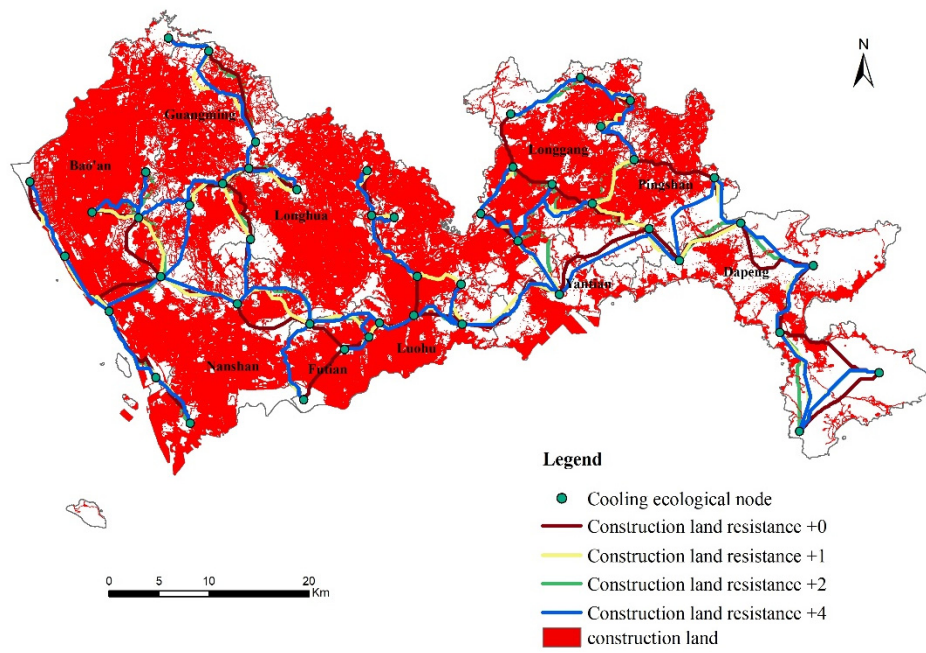 N
Guangming
Bao'an
Longgang
Pingshan
Longhua
Dapeng
Yantian
Luohu
Nanshan
Futian
Legend
Cooling ecological node
Construction land resistance +0
Construction land resistance +1
Construction land resistance +2
Construction land resistance +4
construction land
0 5 10 20
Km